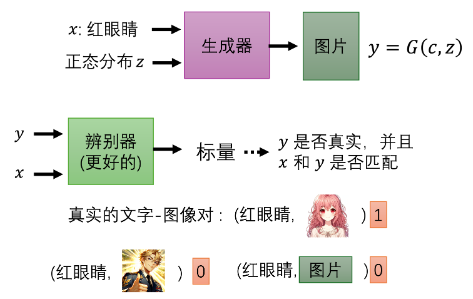 x: 红眼睛
正态分布 z
生成器
图片
y = G(c,z)
y
x
辨别器
(更好的)
标量
y 是否真实，并且
x 和 y 是否匹配
真实的文字-图像对：(红眼睛, ) 1
(红眼睛, ) 0
(红眼睛, 图片 ) 0